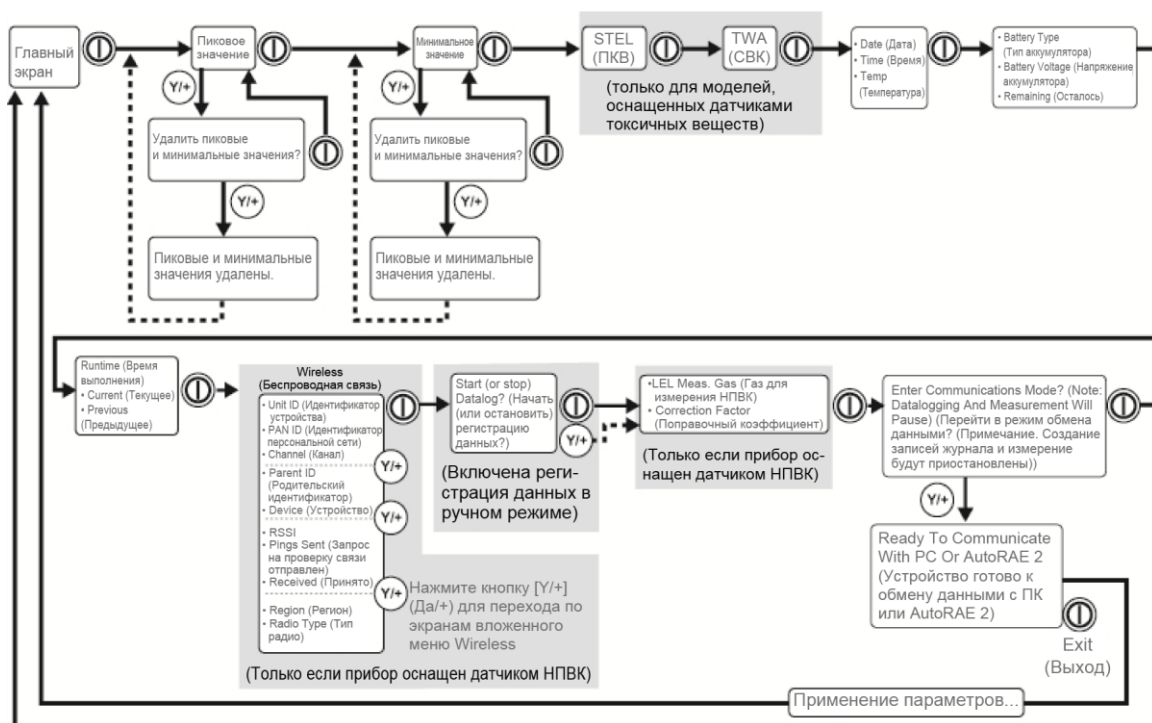 Главный
экран
Пиковое
значение
Y/+
Удалить пиковые
и минимальные значения?
Y/+
Пиковые и минимальные
значения удалены.
Минимальное
значение
Y/+
Удалить пиковые
и минимальные значения?
Y/+
Пиковые и минимальные
значения удалены.
STEL
(ПКВ)
TWA
(СВК)
(только для моделей,
оснащенных датчиками
токсичных веществ)
• Date (Дата)
• Time (Время)
• Temp
(Температура)
• Battery Type
(Тип аккумулятора)
• Battery Voltage (Напряжение
аккумулятора)
• Remaining (Осталось)
Runtime (Время
выполнения)
• Current (Текущее)
• Previous
(Предыдущее)
Wireless
(Беспроводная связь)
• Unit ID (Идентификатор
устройства)
• PAN ID (Идентификатор
персональной сети)
• Channel (Канал)
Y/+
• Parent ID
(Родительский
идентификатор)
• Device (Устройство)
Y/+
• RSSI
• Pings Sent (Запрос
на проверку связи
отправлен)
• Received (Принято)
Y/+
• Region (Регион)
• Radio Type (Тип
радио)
Нажмите кнопку [Y/+]
(Да/+) для перехода по
экранам вложенного
меню Wireless
(Только если прибор оснащен датчиком НПВК)
Start (or stop)
Datalog? (Начать
(или остановить)
регистрацию
данных?)
Y/+
(Включена реги-
страция данных в
ручном режиме)
•LEL Meas. Gas (Газ для
измерения НПВК)
• Correction Factor
(Поправочный коэффициент)
(Только если прибор ос-
нащен датчиком НПВК)
Enter Communications Mode? (Note:
Datalogging And Measurement Will
Pause) (Перейти в режим обмена
данными? (Примечание. Создание
записей журнала и измерение
будут приостановлены))
Y/+
Ready To Communicate
With PC Or AutoRAE 2
(Устройство готово к
обмену данными с ПК
или AutoRAE 2)
Exit
(Выход)
Применение параметров...